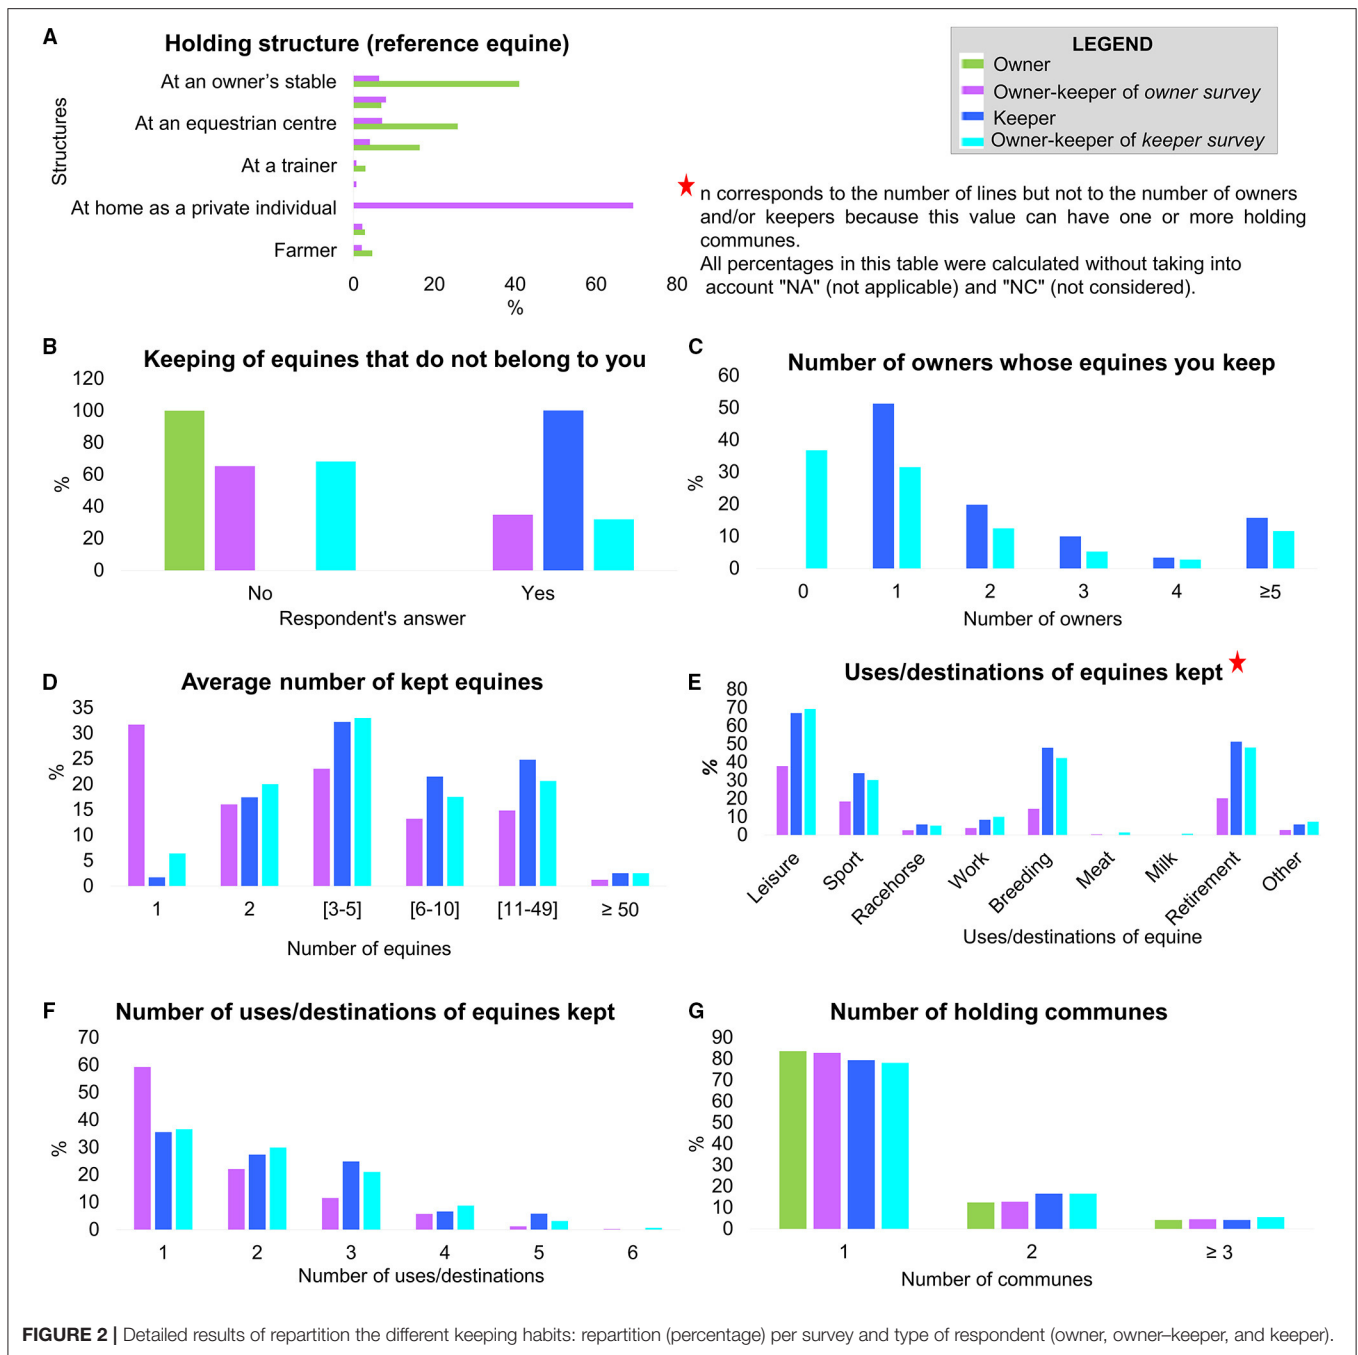 A
Holding structure (reference equine)
Structures
At an owner's stable
At an equestrian centre
At a trainer
At home as a private individual
Farmer
0 20 40 60 80
%
LEGEND
Owner
Owner-keeper of owner survey
Keeper
Owner-keeper of keeper survey
n corresponds to the number of lines but not to the number of owners
and/or keepers because this value can have one or more holding
communes.
All percentages in this table were calculated without taking into
account "NA" (not applicable) and "NC" (not considered).
B
Keeping of equines that do not belong to you
120
100
80
60
40
20
0
%
No Yes
Respondent's answer
C
Number of owners whose equines you keep
60
50
40
30
20
10
0
%
0 1 2 3 4 ≥5
Number of owners
D
Average number of kept equines
35
30
25
20
15
10
5
0
%
1 2 [3-5] [6-10] [11-49] ≥ 50
Number of equines
E
Uses/destinations of equines kept
80
70
60
50
40
30
20
10
0
%
Leisure
Sport
Racehorse
Work
Breeding
Meat
Milk
Retirement
Other
Uses/destinations of equine
F
Number of uses/destinations of equines kept
70
60
50
40
30
20
10
0
%
1 2 3 4 5 6
Number of uses/destinations
G
Number of holding communes
90
80
70
60
50
40
30
20
10
0
%
1 2 ≥ 3
Number of communes
FIGURE 2 | Detailed results of repartition the different keeping habits: repartition (percentage) per survey and type of respondent (owner, owner–keeper, and keeper).